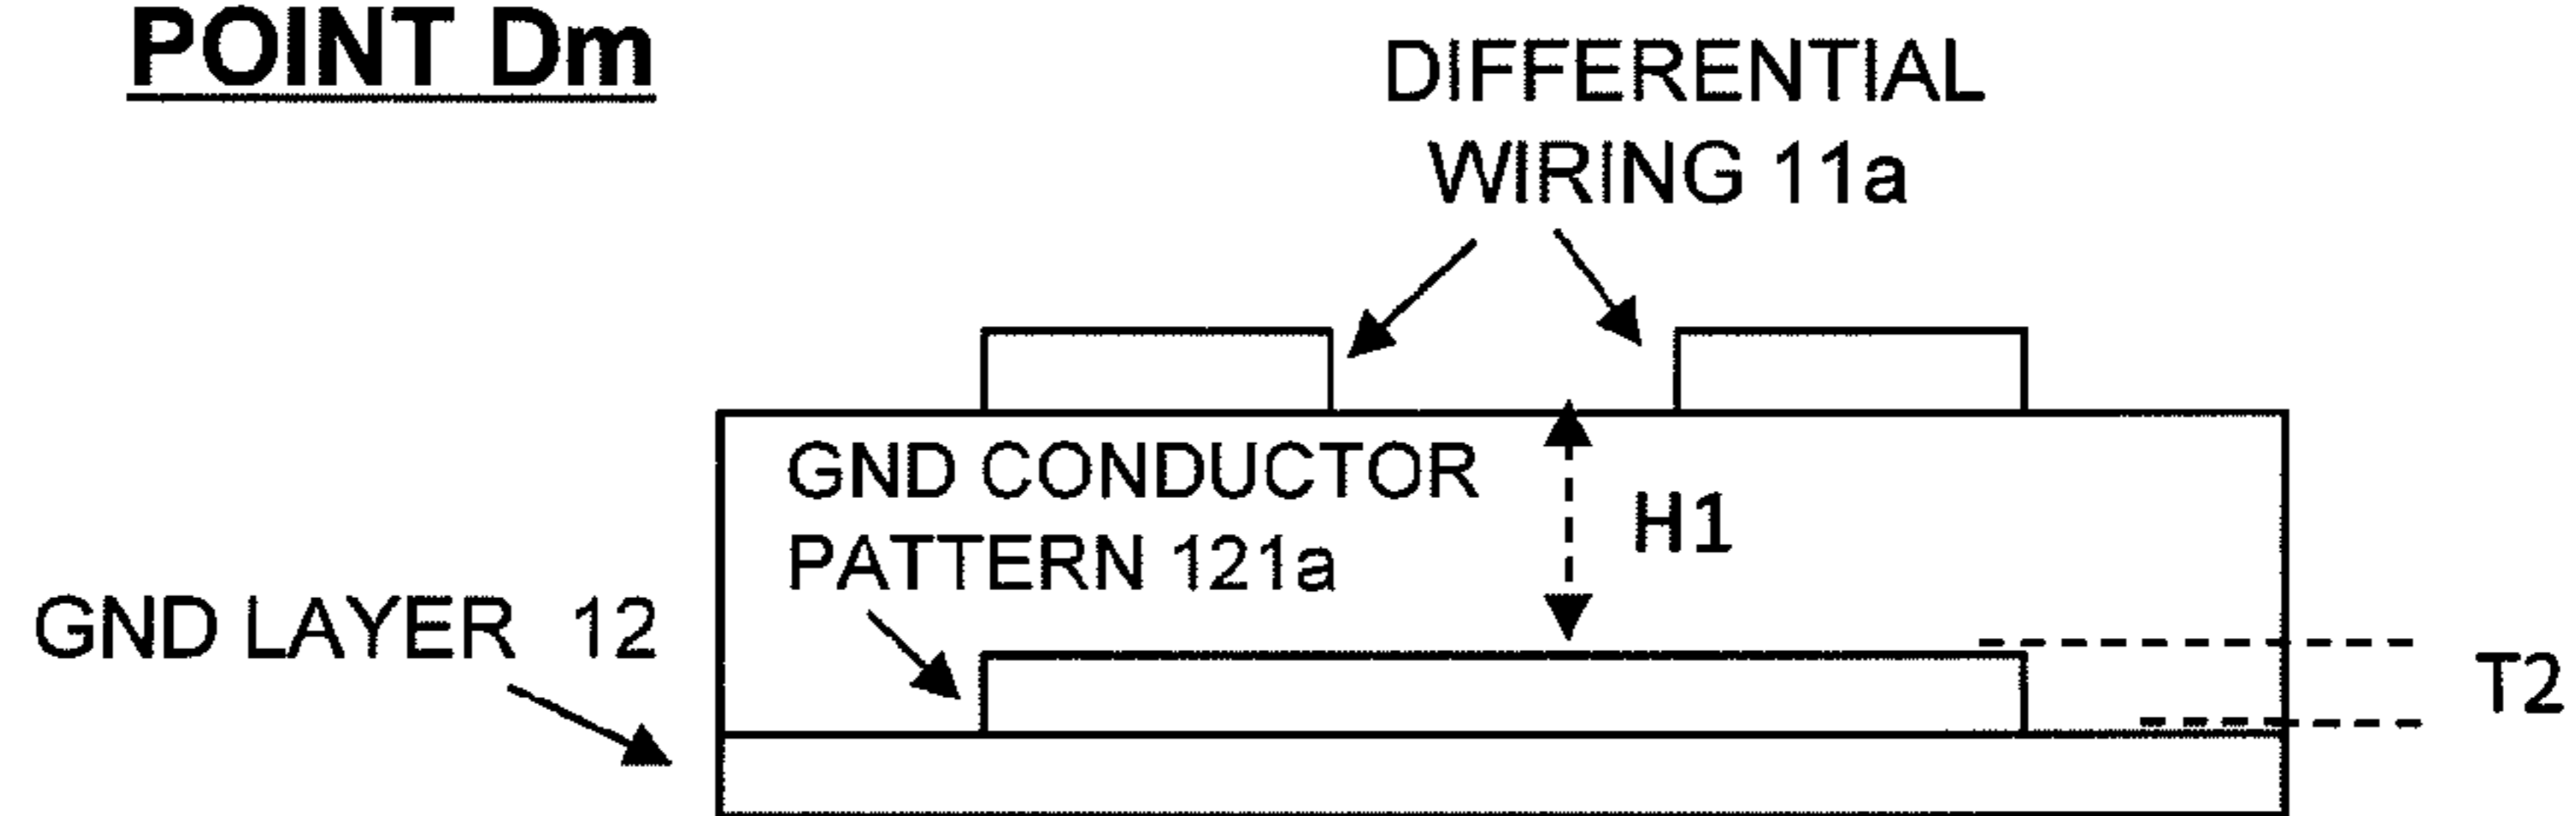 POINT Dm
DIFFERENTIAL
WIRING 11a
GND CONDUCTOR
PATTERN 121a
H1
GND LAYER 12
T2